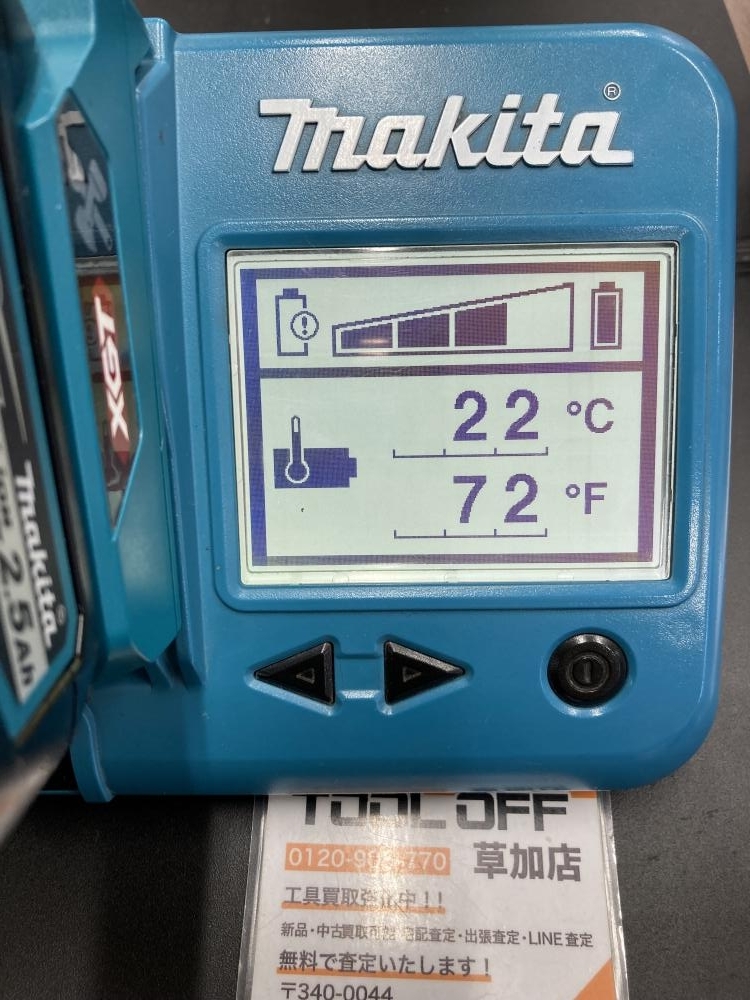 makita®
22 °C
72 °F
XGT
makita
2.5Ah
TOOL OFF
草加店
工具買取強化中!!
新品・中古買取可能 宅配査定・出張査定・LINE査定
無料で査定いたします!
〒340-0044